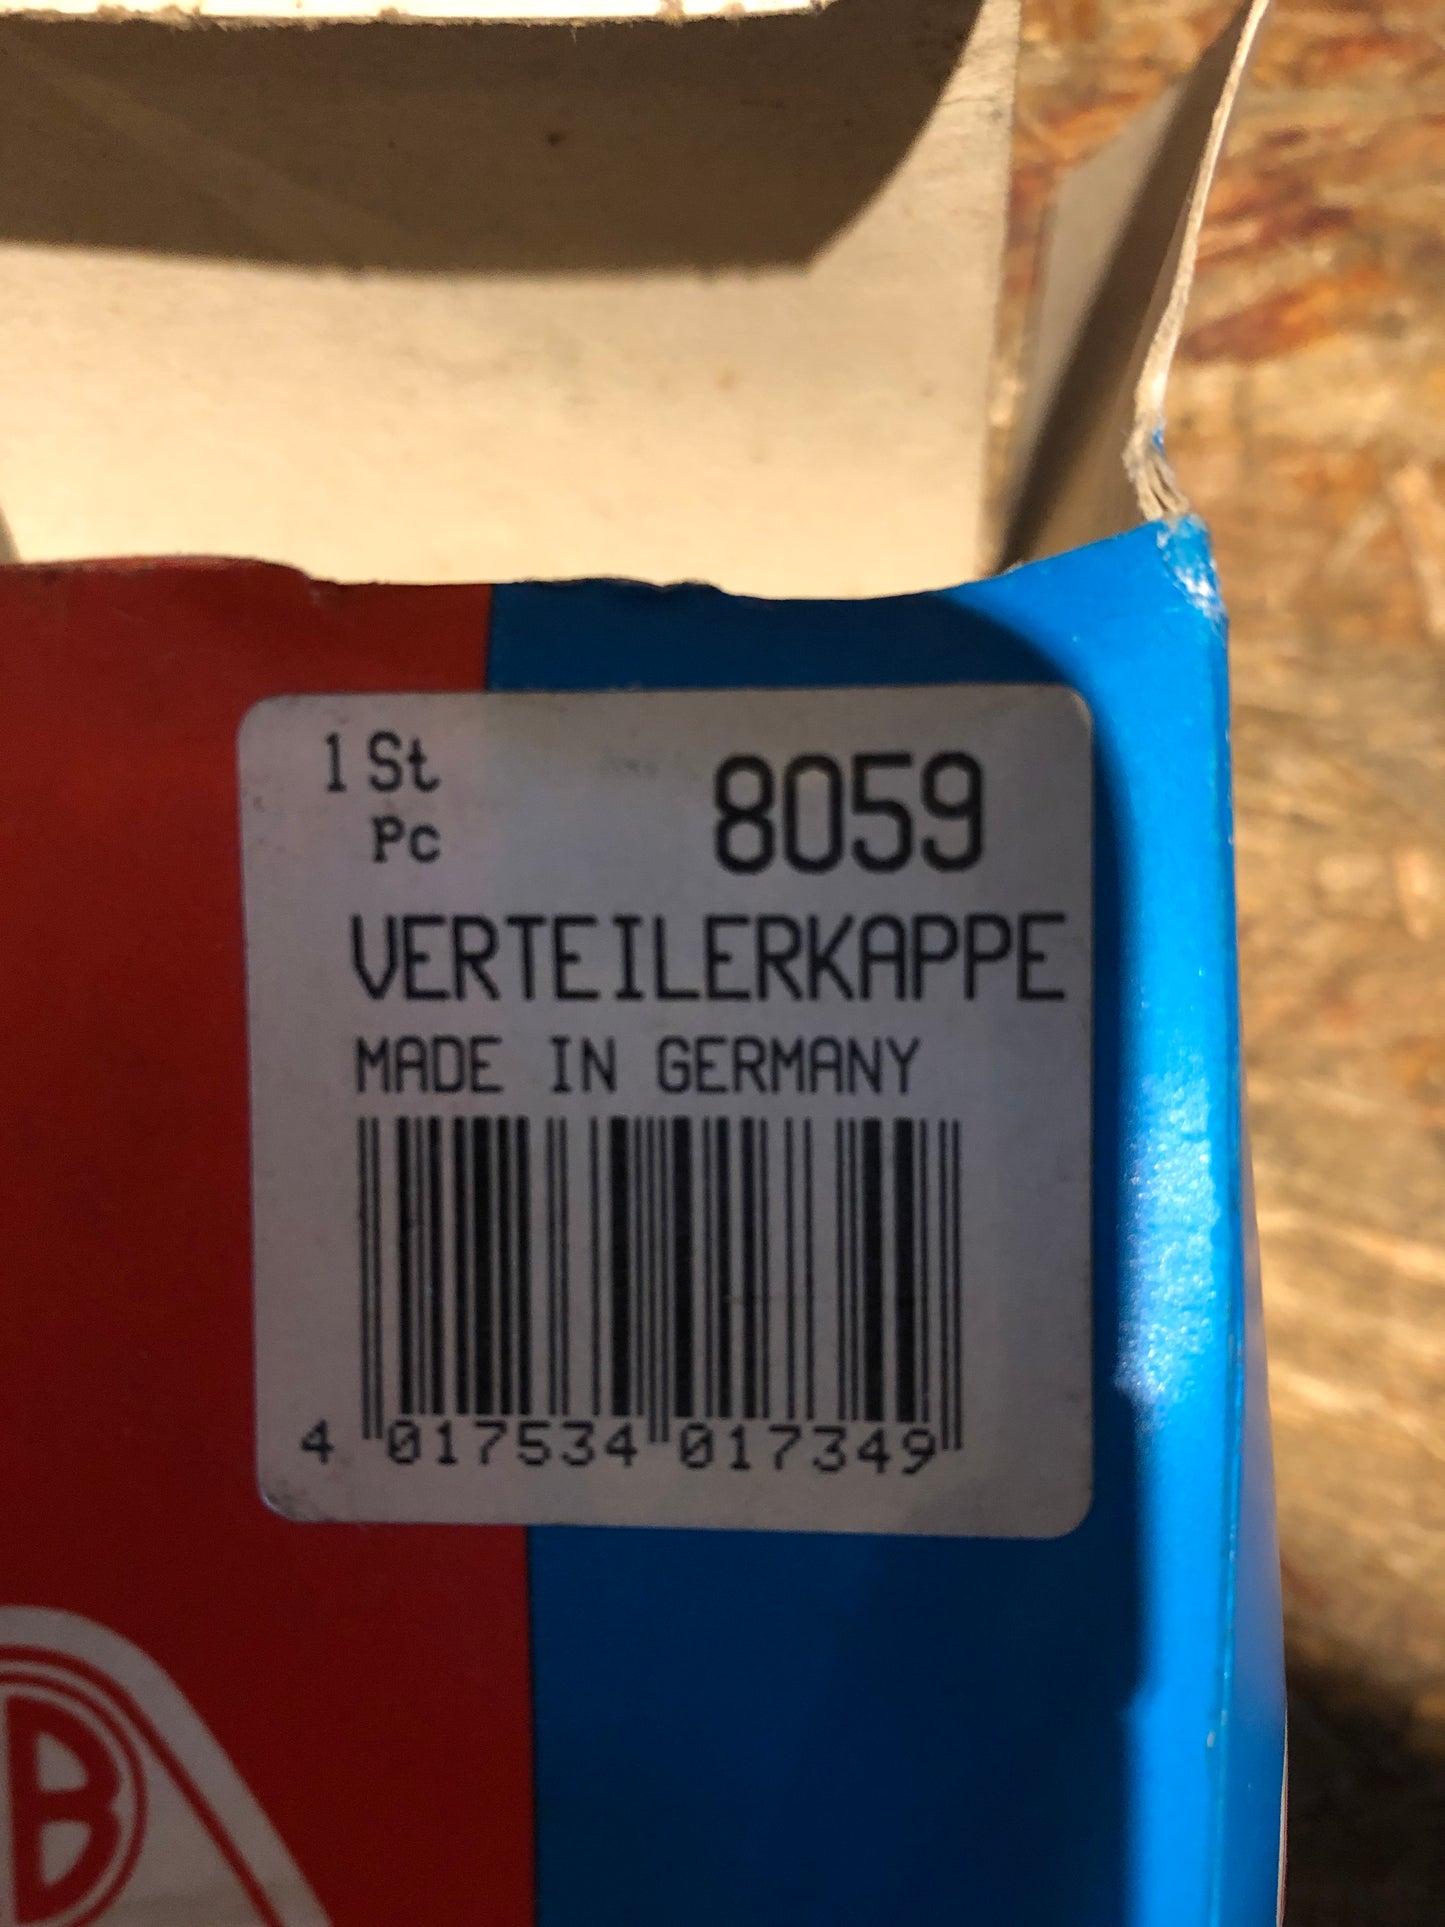 1 St
8059
Pc
VERTEILERKAPPE
MADE IN GERMANY
4 017534 017349
B